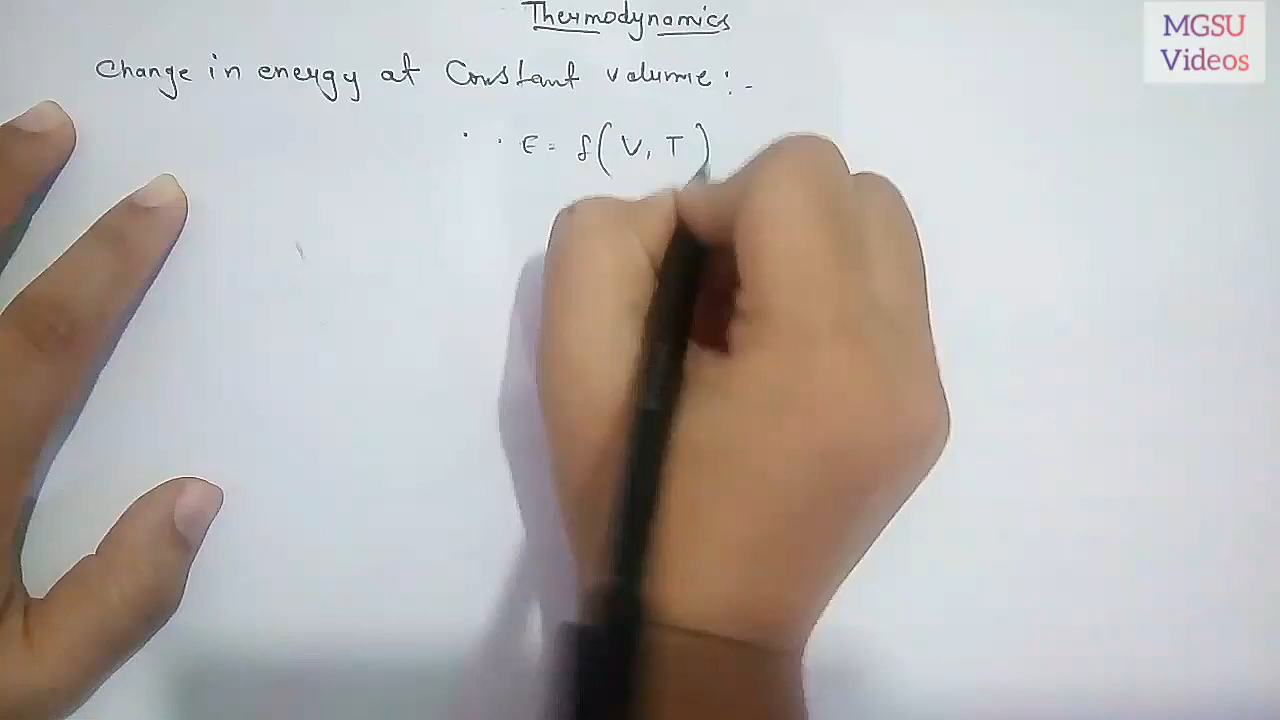 Thermodynamics
MGSU
Videos
Change in energy at Constant volume :-
∵ E = f(V, T)